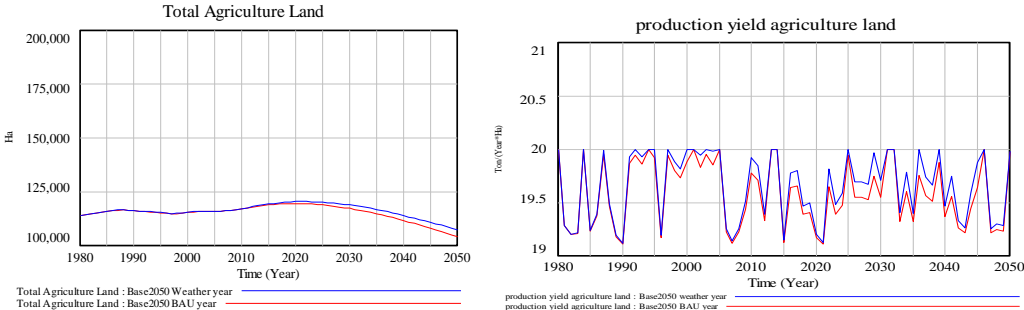 Total Agriculture Land
200,000
175,000
150,000
125,000
100,000
Ha
1980 1990 2000 2010 2020 2030 2040 2050
Time (Year)
Total Agriculture Land : Base2050 Weather year
Total Agriculture Land : Base2050 BAU year
production yield agriculture land
21
20.5
20
19.5
19
Ton/(Year*Ha)
1980 1990 2000 2010 2020 2030 2040 2050
Time (Year)
production yield agriculture land : Base2050 weather year
production yield agriculture land : Base2050 BAU year